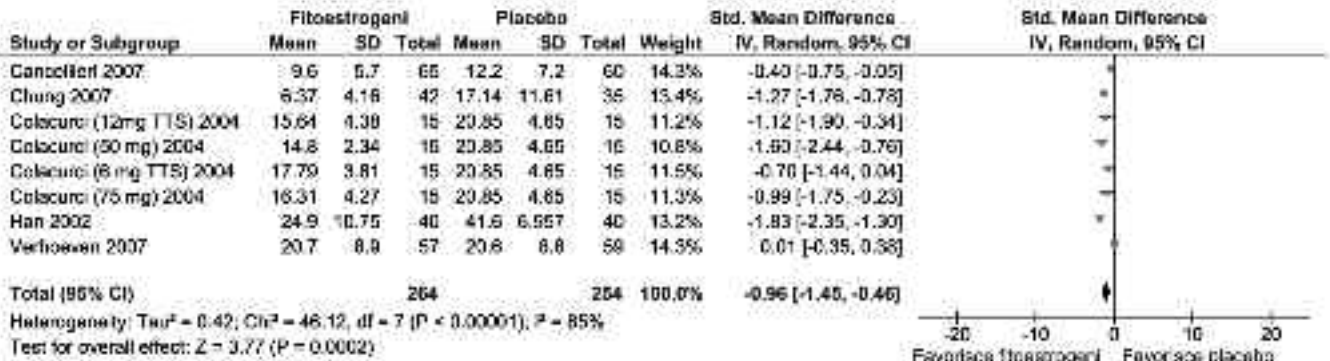 Fitoestrogeni Placebo Std. Mean Difference Std. Mean Difference
Study or Subgroup Mean SD Total Mean SD Total Weight IV, Random, 95% CI IV, Random, 95% CI
Cancellieri 2007 9.6 5.7 65 12.2 7.2 60 14.3% -0.40 [-0.75, -0.05]
Chung 2007 6.37 4.16 42 17.14 11.61 35 13.4% -1.27 [-1.76, -0.78]
Colacurci (12mg TTS) 2004 15.64 4.38 15 20.85 4.65 15 11.2% -1.12 [-1.90, -0.34]
Colacurci (50 mg) 2004 14.8 2.34 15 20.85 4.65 15 10.8% -1.60 [-2.44, -0.76]
Colacurci (6 mg TTS) 2004 17.79 3.81 15 20.85 4.65 15 11.5% -0.70 [-1.44, 0.04]
Colacurci (75 mg) 2004 16.31 4.27 15 20.85 4.65 15 11.3% -0.99 [-1.75, -0.23]
Han 2002 24.9 10.75 40 41.6 6.557 40 13.2% -1.83 [-2.35, -1.30]
Verhoeven 2007 20.7 8.9 57 20.6 8.8 59 14.3% 0.01 [-0.35, 0.38]
Total (95% CI) 264 254 100.0% -0.96 [-1.45, -0.46]
Heterogeneity: Tau² = 0.42; Chi² = 46.12, df = 7 (P < 0.00001); I² = 85%
Test for overall effect: Z = 3.77 (P = 0.0002)
-20 -10 0 10 20
Favorisce fitoestrogeni Favorisce placebo